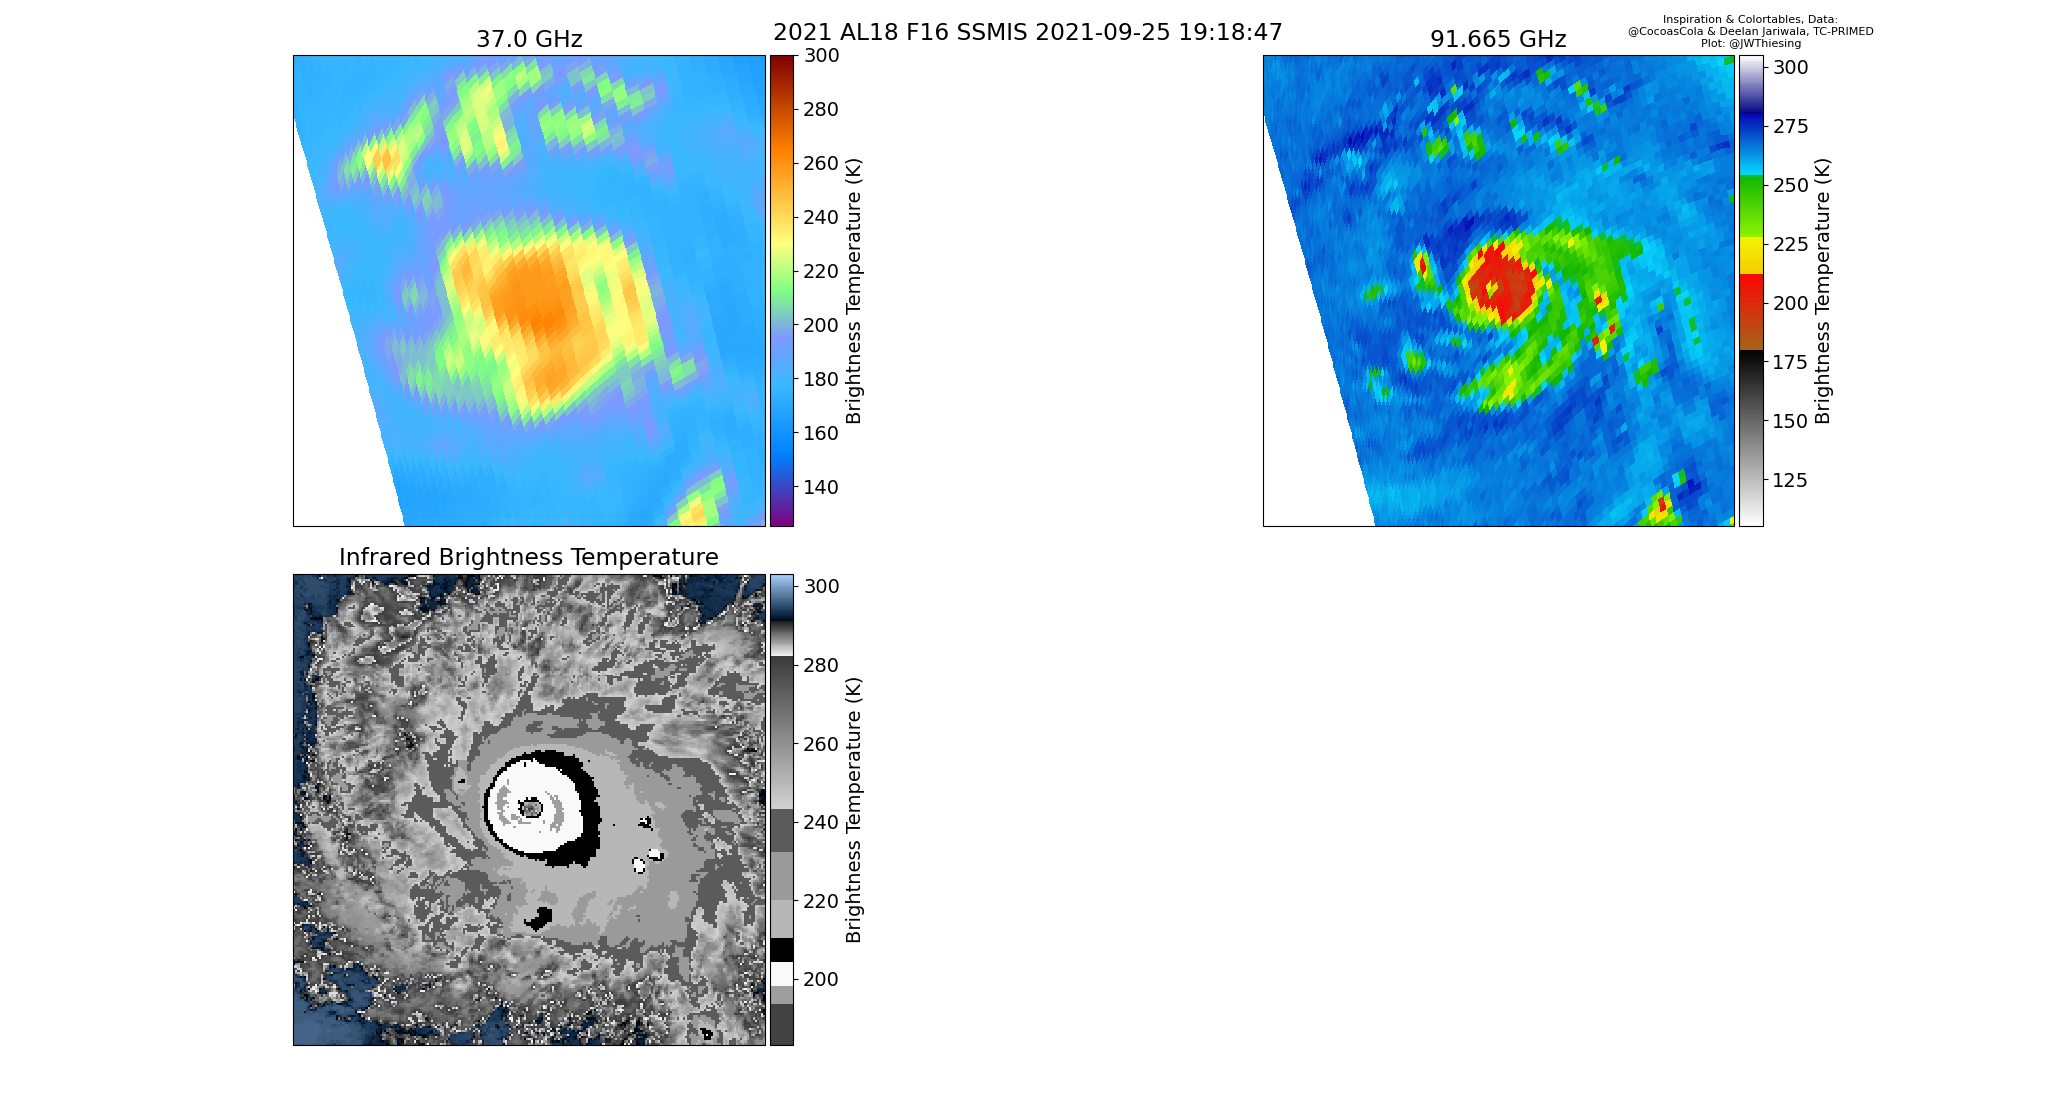 2021 AL18 F16 SSMIS 2021-09-25 19:18:47
Inspiration & Colortables, Data:
@CocoasCola & Deelan Jariwala, TC-PRIMED
Plot: @JWThiesing
37.0 GHz
300
280
260
240
220
200
180
160
140
Brightness Temperature (K)
91.665 GHz
300
275
250
225
200
175
150
125
Brightness Temperature (K)
Infrared Brightness Temperature
300
280
260
240
220
200
Brightness Temperature (K)